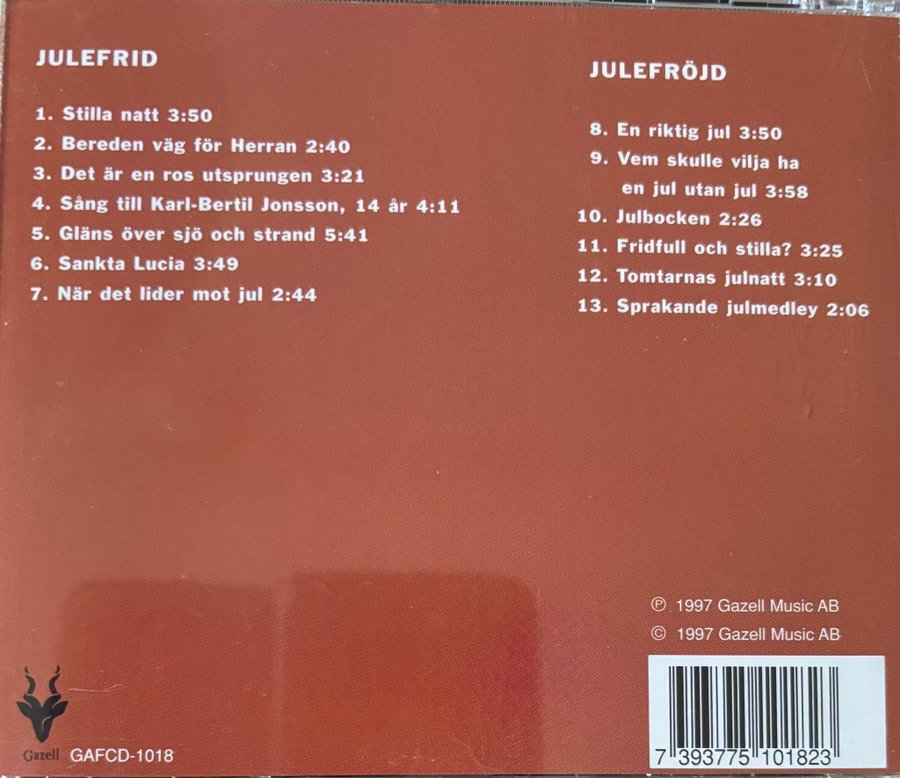 JULEFRID
1. Stilla natt 3:50
2. Bereden väg för Herran 2:40
3. Det är en ros utsprungen 3:21
4. Sång till Karl-Bertil Jonsson, 14 år 4:11
5. Gläns över sjö och strand 5:41
6. Sankta Lucia 3:49
7. När det lider mot jul 2:44
JULEFRÖJD
8. En riktig jul 3:50
9. Vem skulle vilja ha
en jul utan jul 3:58
10. Julbocken 2:26
11. Fridfull och stilla? 3:25
12. Tomtarnas julnatt 3:10
13. Sprakande julmedley 2:06
℗ 1997 Gazell Music AB
© 1997 Gazell Music AB
Gazell GAFCD-1018
7 393775 101823